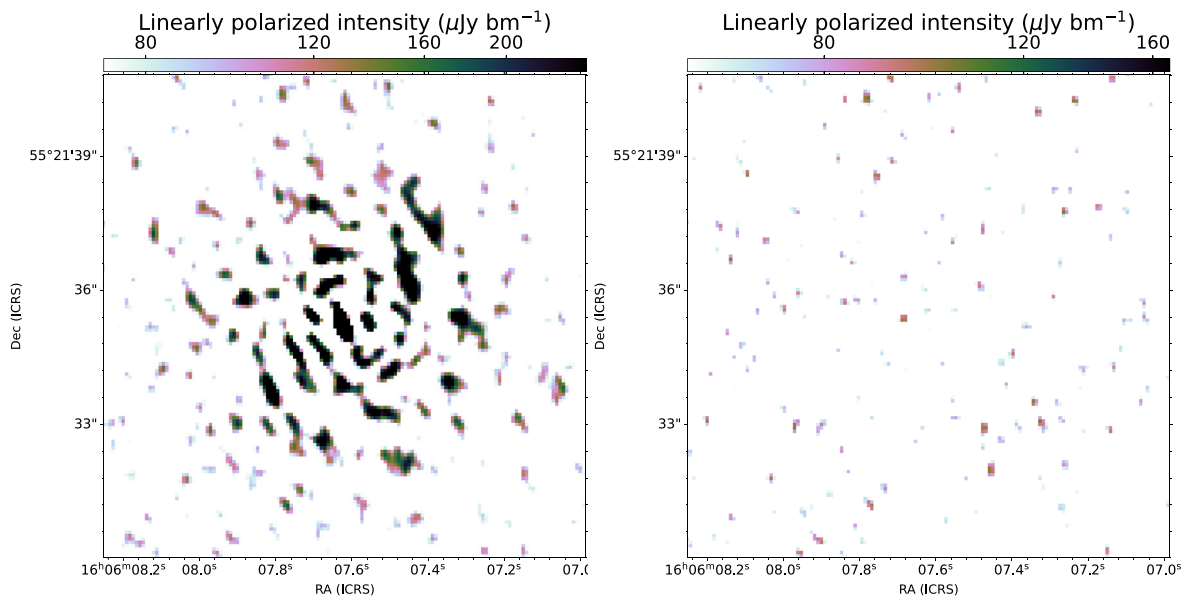 Linearly polarized intensity (μJy bm⁻¹)
80 120 160 200
55°21'39"
36"
33"
Dec (ICRS)
16ʰ06ᵐ08.2ˢ 08.0ˢ 07.8ˢ 07.6ˢ 07.4ˢ 07.2ˢ 07.0
RA (ICRS)
Linearly polarized intensity (μJy bm⁻¹)
80 120 160
55°21'39"
36"
33"
Dec (ICRS)
16ʰ06ᵐ08.2ˢ 08.0ˢ 07.8ˢ 07.6ˢ 07.4ˢ 07.2ˢ 07.0ˢ
RA (ICRS)